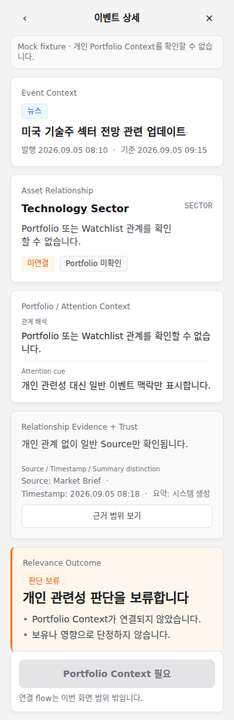 ‹ 이벤트 상세 ×
Mock fixture · 개인 Portfolio Context를 확인할 수 없습
니다.
Event Context
뉴스
미국 기술주 섹터 전망 관련 업데이트
발행 2026.09.05 08:10 · 기준 2026.09.05 09:15
Asset Relationship
Technology Sector SECTOR
Portfolio 또는 Watchlist 관계를 확인
할 수 없습니다.
미연결 Portfolio 미확인
Portfolio / Attention Context
관계 해석
Portfolio 또는 Watchlist 관계를 확인할 수 없습
니다.
Attention cue
개인 관련성 대신 일반 이벤트 맥락만 표시합니다.
Relationship Evidence + Trust
개인 관계 없이 일반 Source만 확인됩니다.
Source / Timestamp / Summary distinction
Source: Market Brief ·
Timestamp: 2026.09.05 08:18 · 요약: 시스템 생성
근거 범위 보기
Relevance Outcome
판단 보류
개인 관련성 판단을 보류합니다
• Portfolio Context가 연결되지 않았습니다.
• 보유나 영향으로 단정하지 않습니다.
Portfolio Context 필요
연결 flow는 이번 화면 범위 밖입니다.